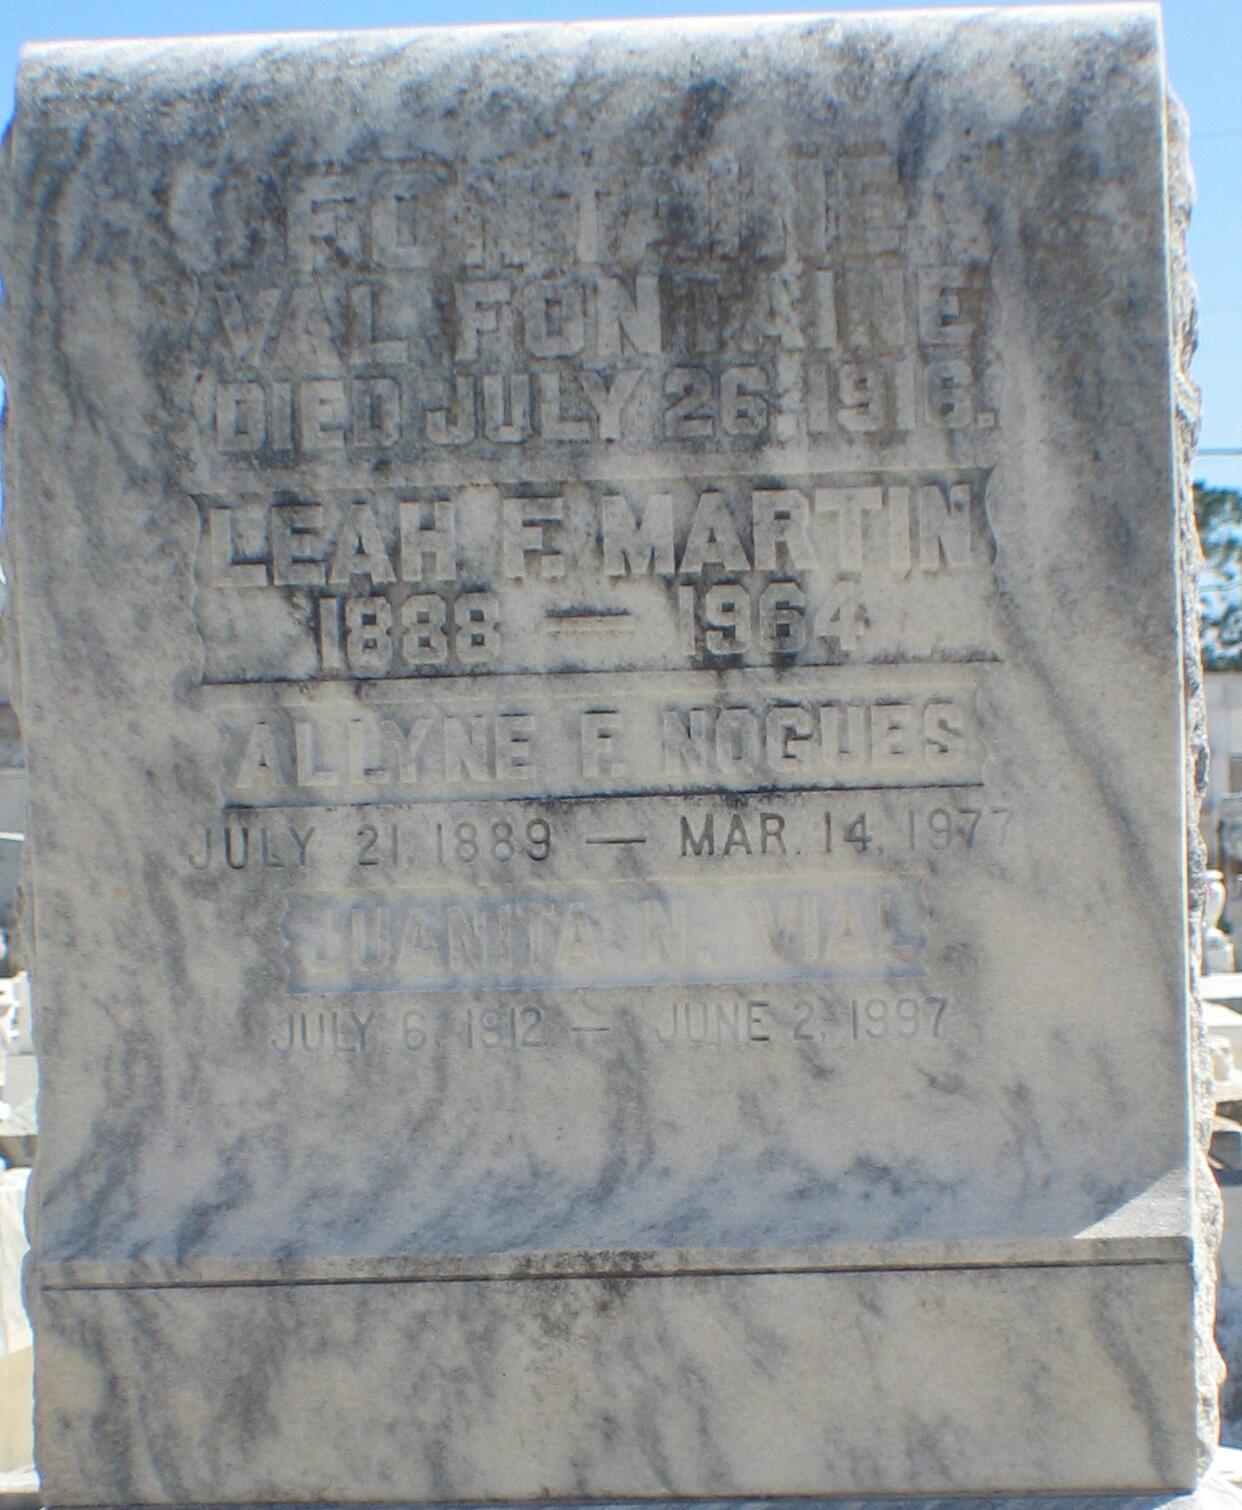 FONTAINE
VAL FONTAINE
DIED JULY 26, 1916.
LEAH F. MARTIN
1888 — 1964
ALLYNE F. NOGUES
JULY 21, 1889 — MAR. 14, 1977
JUANITA N. VIAL
JULY 6, 1912 — JUNE 2, 1997